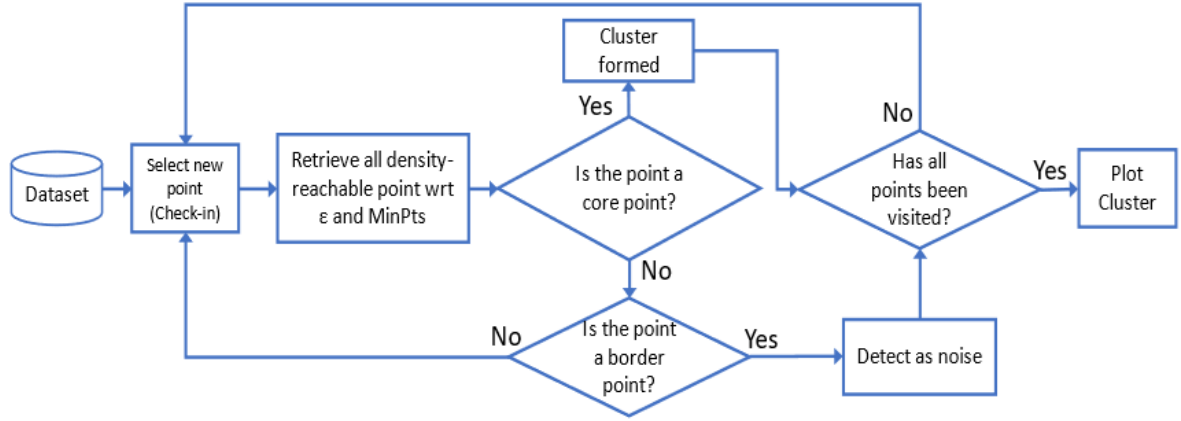 Dataset
Select new
point
(Check-in)
Retrieve all density-
reachable point wrt
ε and MinPts
Is the point a
core point?
Yes
Cluster
formed
No
Is the point
a border
point?
No
Yes
Detect as noise
Has all
points been
visited?
No
Yes
Plot
Cluster